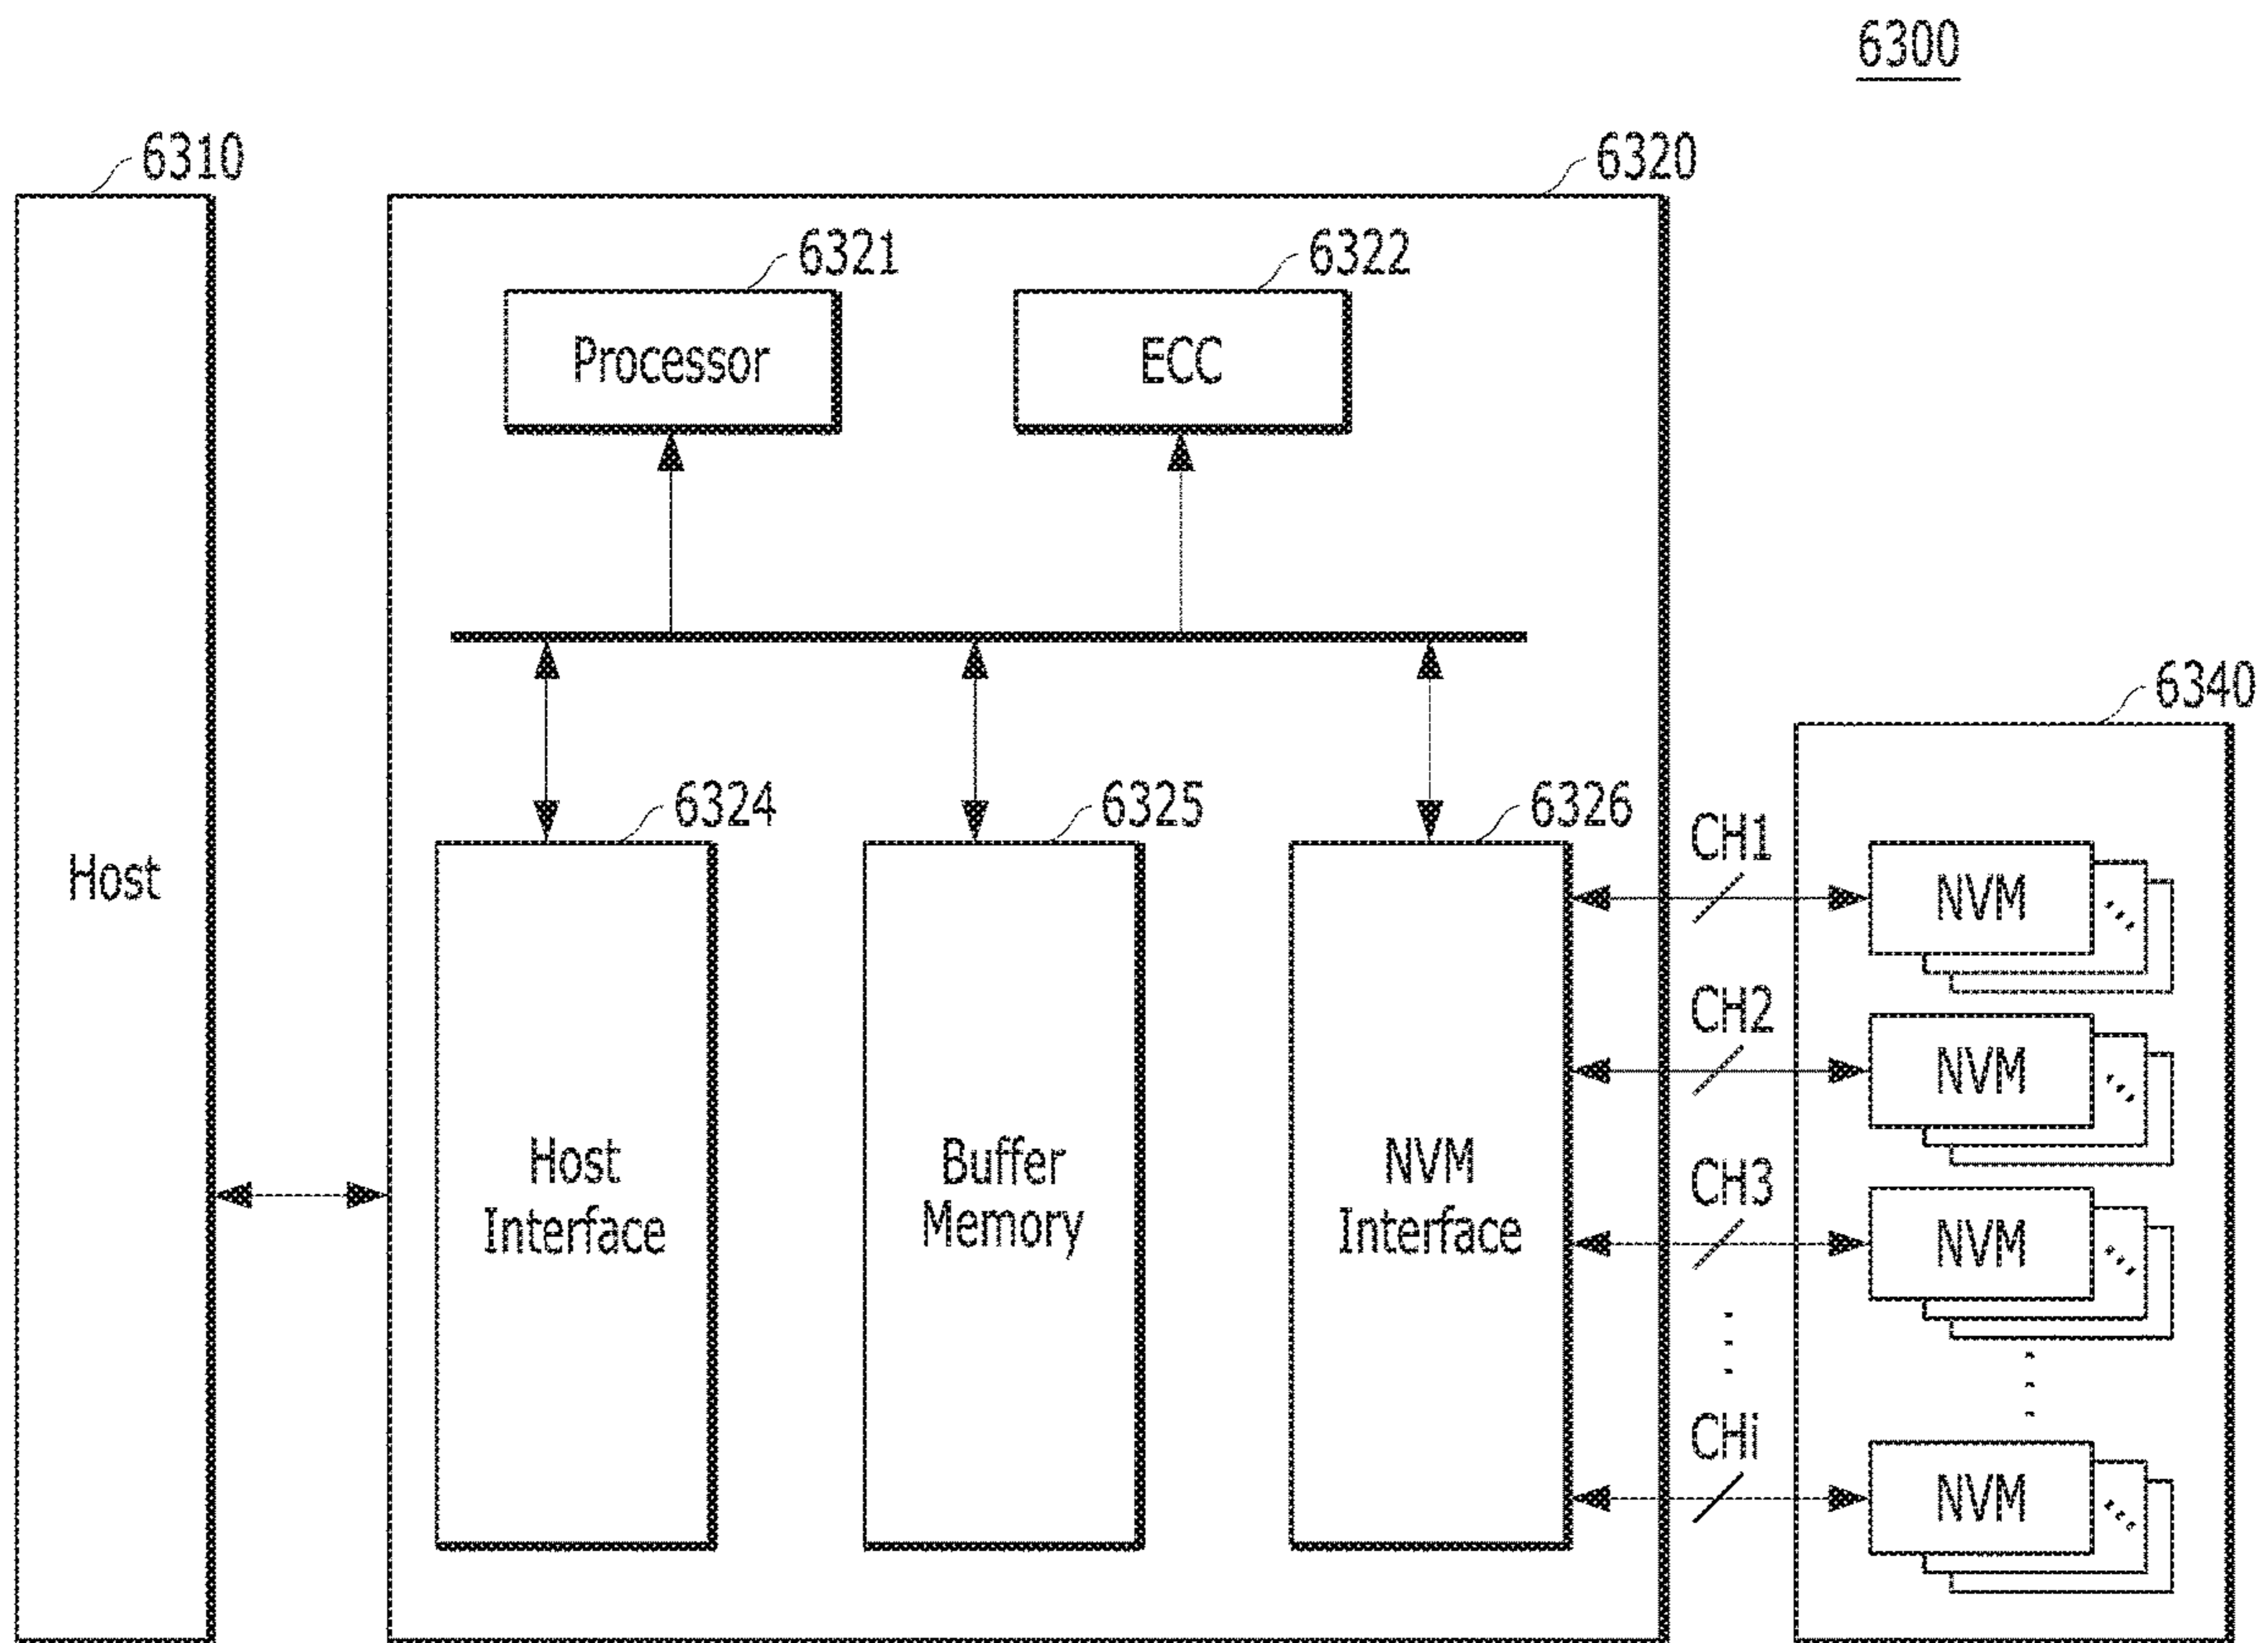 6300
6310
6320
6321
6322
Processor
ECC
6340
6324
6325
6326
CH1
Host
NVM
CH2
NVM
Host
Interface
Buffer
Memory
NVM
Interface
CH3
NVM
CHi
NVM